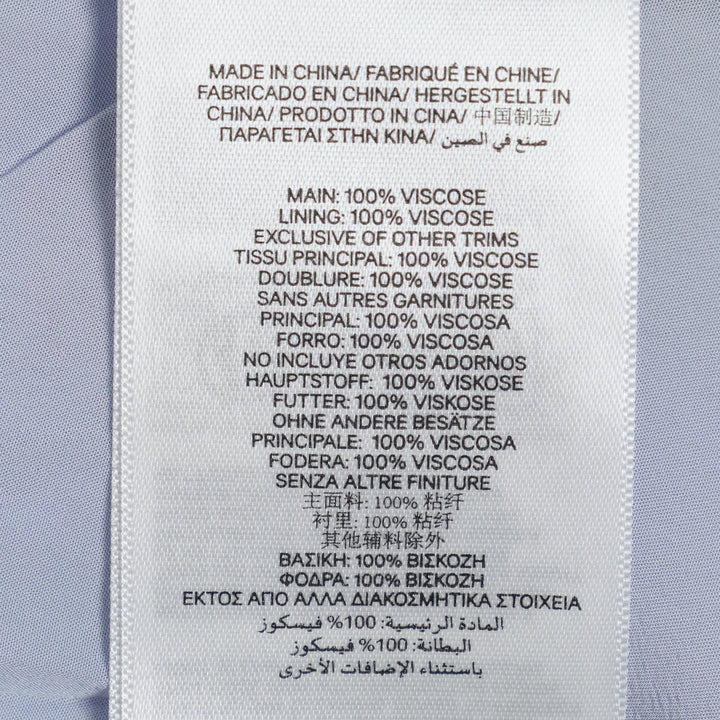 MADE IN CHINA/ FABRIQUÉ EN CHINE/
FABRICADO EN CHINA/ HERGESTELLT IN
CHINA/ PRODOTTO IN CINA/ 中国制造/
ΠΑΡΑΓΕΤΑΙ ΣΤΗΝ ΚΙΝΑ/ صنع في الصين
MAIN: 100% VISCOSE
LINING: 100% VISCOSE
EXCLUSIVE OF OTHER TRIMS
TISSU PRINCIPAL: 100% VISCOSE
DOUBLURE: 100% VISCOSE
SANS AUTRES GARNITURES
PRINCIPAL: 100% VISCOSA
FORRO: 100% VISCOSA
NO INCLUYE OTROS ADORNOS
HAUPTSTOFF: 100% VISKOSE
FUTTER: 100% VISKOSE
OHNE ANDERE BESÄTZE
PRINCIPALE: 100% VISCOSA
FODERA: 100% VISCOSA
SENZA ALTRE FINITURE
主面料: 100% 粘纤
衬里: 100% 粘纤
其他辅料除外
ΒΑΣΙΚΗ: 100% ΒΙΣΚΟΖΗ
ΦΟΔΡΑ: 100% ΒΙΣΚΟΖΗ
ΕΚΤΟΣ ΑΠΟ ΑΛΛΑ ΔΙΑΚΟΣΜΗΤΙΚΑ ΣΤΟΙΧΕΙΑ
المادة الرئيسية: 100% فيسكوز
البطانة: 100% فيسكوز
باستثناء الإضافات الأخرى